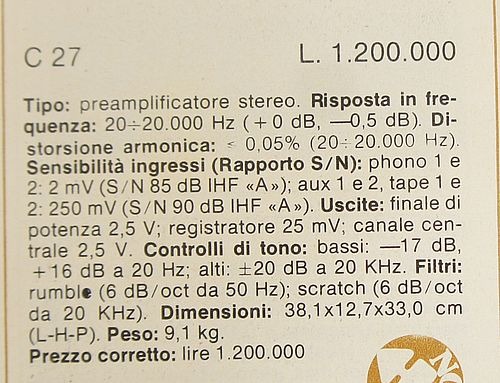 C 27 L. 1.200.000
Tipo: preamplificatore stereo. Risposta in fre-
quenza: 20÷20.000 Hz (+0 dB, —0,5 dB). Di-
storsione armonica: ≤ 0,05% (20÷20.000 Hz).
Sensibilità ingressi (Rapporto S/N): phono 1 e
2: 2 mV (S/N 85 dB IHF «A»); aux 1 e 2, tape 1 e
2: 250 mV (S/N 90 dB IHF «A»). Uscite: finale di
potenza 2,5 V; registratore 25 mV; canale cen-
trale 2,5 V. Controlli di tono: bassi: —17 dB,
+16 dB a 20 Hz; alti: ±20 dB a 20 KHz. Filtri:
rumble (6 dB/oct da 50 Hz); scratch (6 dB/oct
da 20 KHz). Dimensioni: 38,1x12,7x33,0 cm
(L-H-P). Peso: 9,1 kg.
Prezzo corretto: lire 1.200.000